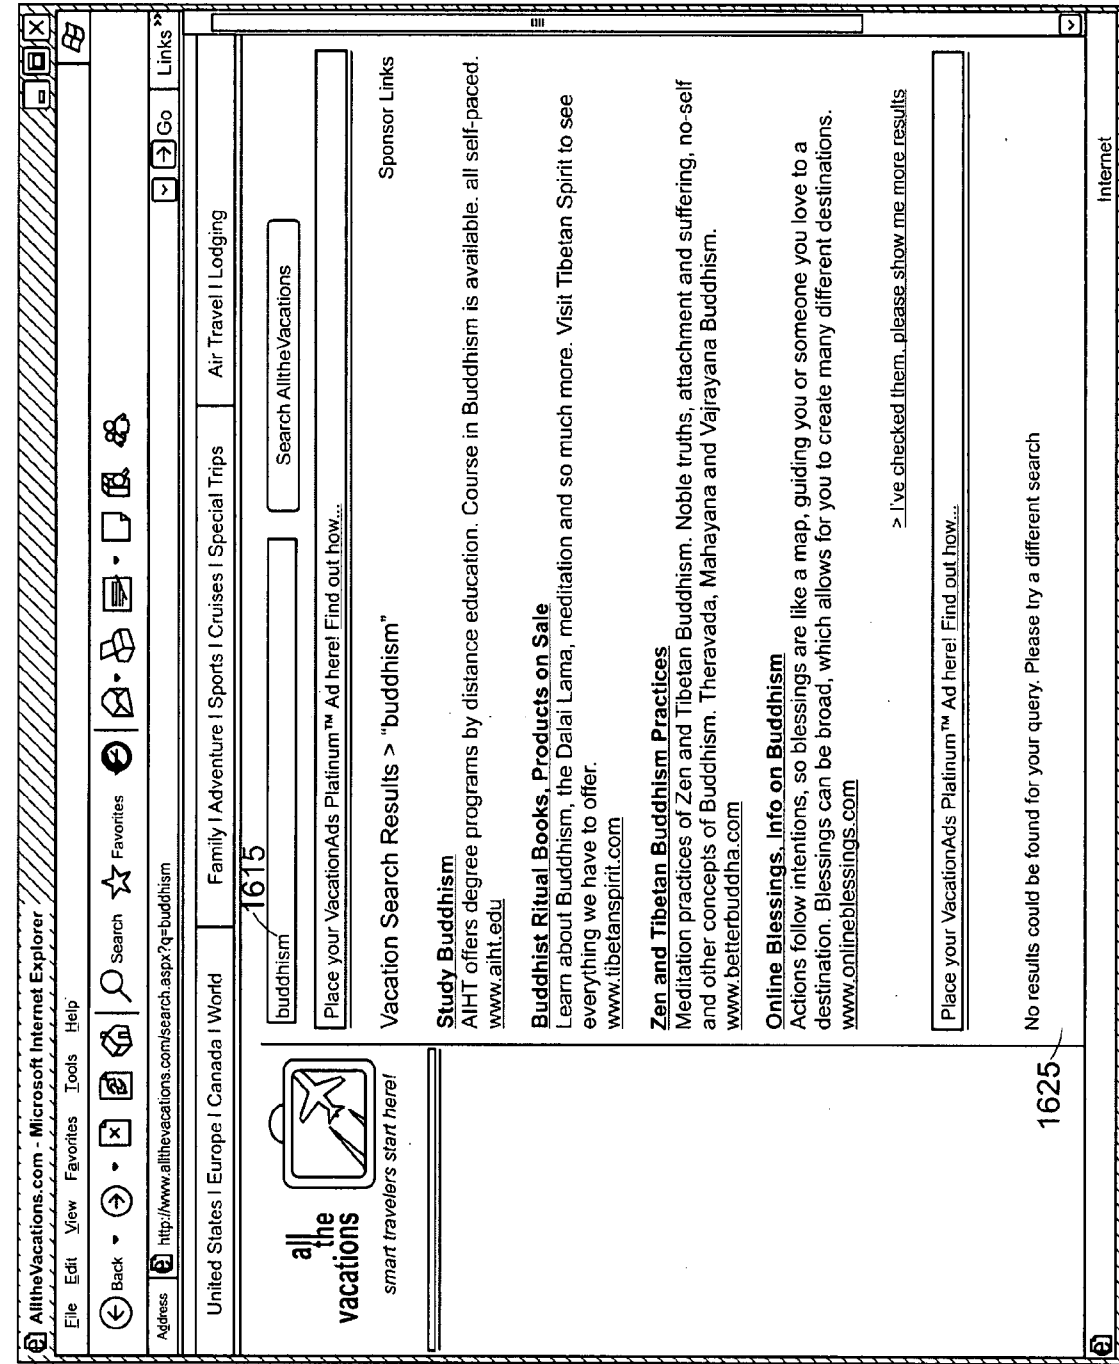 AlltheVacations.com - Microsoft Internet Explorer
File Edit View Favorites Tools Help
Back Search Favorites
Address http://www.allthevacations.com/search.aspx?q=buddhism Go Links »
United States I Europe I Canada I World Family I Adventure I Sports I Cruises I Special Trips Air Travel I Lodging
all
the
vacations
smart travelers start here!
1615
buddhism Search AlltheVacations
Place your VacationAds Platinum™ Ad here! Find out how...
Vacation Search Results > "buddhism" Sponsor Links
Study Buddhism
AIHT offers degree programs by distance education. Course in Buddhism is available. all self-paced.
www.aiht.edu
Buddhist Ritual Books, Products on Sale
Learn about Buddhism, the Dalai Lama, meditation and so much more. Visit Tibetan Spirit to see
everything we have to offer.
www.tibetanspirit.com
Zen and Tibetan Buddhism Practices
Meditation practices of Zen and Tibetan Buddhism. Noble truths, attachment and suffering, no-self
and other concepts of Buddhism. Theravada, Mahayana and Vajrayana Buddhism.
www.betterbuddha.com
Online Blessings, Info on Buddhism
Actions follow intentions, so blessings are like a map, guiding you or someone you love to a
destination. Blessings can be broad, which allows for you to create many different destinations.
www.onlineblessings.com
> I've checked them. please show me more results
Place your VacationAds Platinum™ Ad here! Find out how...
1625
No results could be found for your query. Please try a different search
Internet